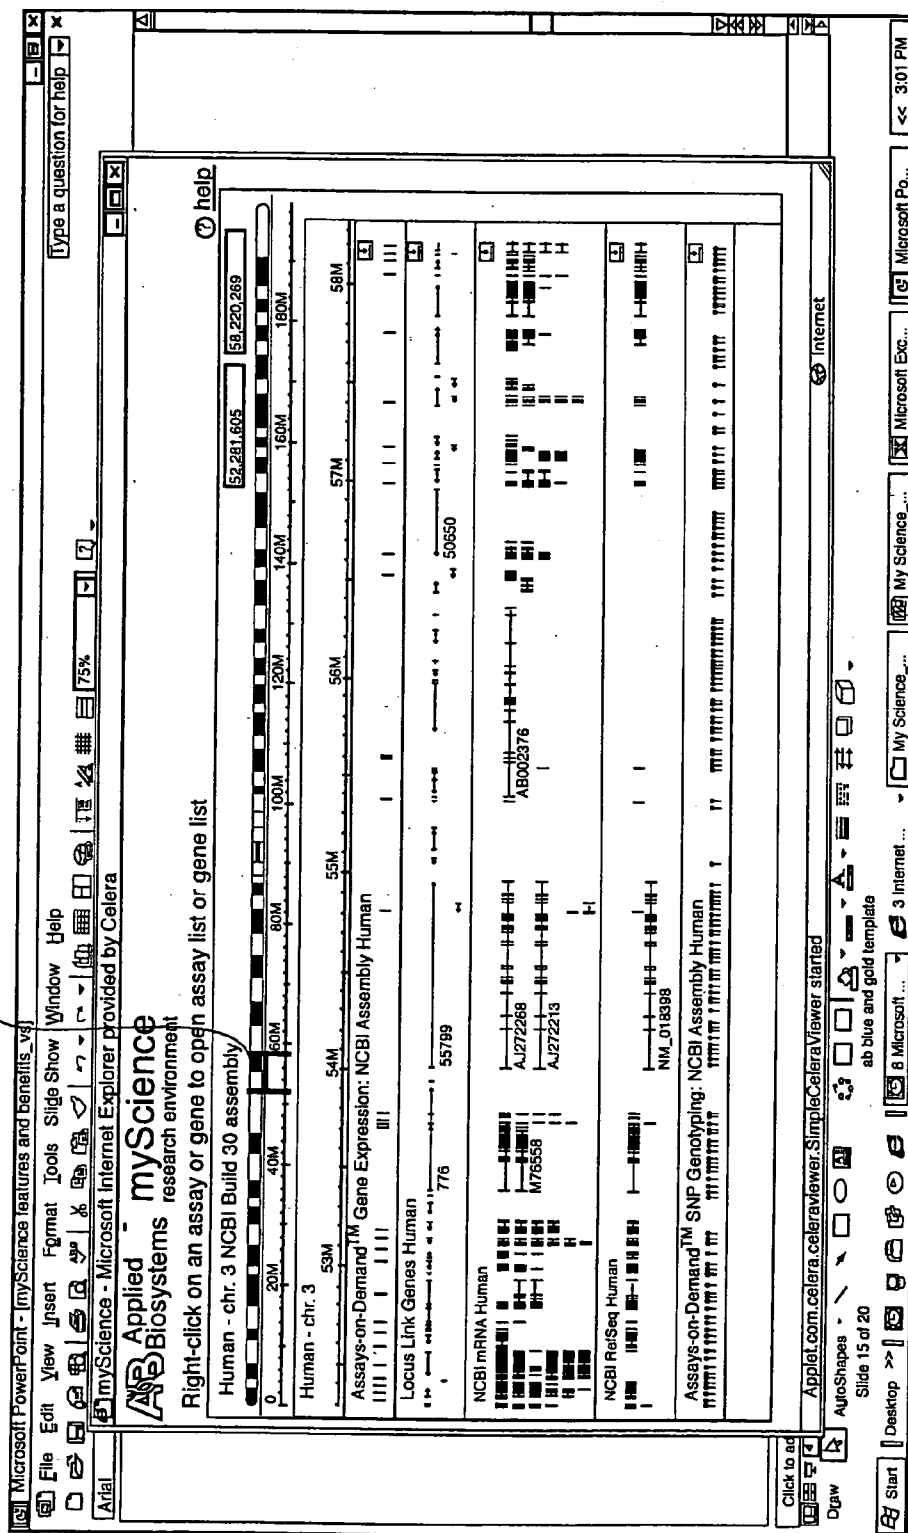 Microsoft PowerPoint - [myScience features and benefits_vs]
File Edit View Insert Format Tools Slide Show Window Help
Type a question for help
75%
Arial
myScience - Microsoft Internet Explorer provided by Celera
AB Applied Biosystems
myScience
research environment
help
Right-click on an assay or gene to open assay list or gene list
Human - chr. 3 NCBI Build 30 assembly
52,281,605
58,220,269
0 20M 40M 60M 80M 100M 120M 140M 160M 180M
Human - chr. 3
53M 54M 55M 56M 57M 58M
Assays-on-Demand™ Gene Expression: NCBI Assembly Human
Locus Link Genes Human
776
55799
50650
NCBI mRNA Human
M76558
AJ272268
AJ272213
AB002376
NCBI RefSeq Human
NM_018398
Assays-on-Demand™ SNP Genotyping: NCBI Assembly Human
Applet.com.celera.celeraviewer.SimpleCeleraViewer started
Internet
Click to ad
Draw AutoShapes
Slide 15 of 20
ab blue and gold template
Start Desktop >> 8 Microsoft ... 3 Internet ... My Science_... My Science_... Microsoft Exc... Microsoft Po... << 3:01 PM